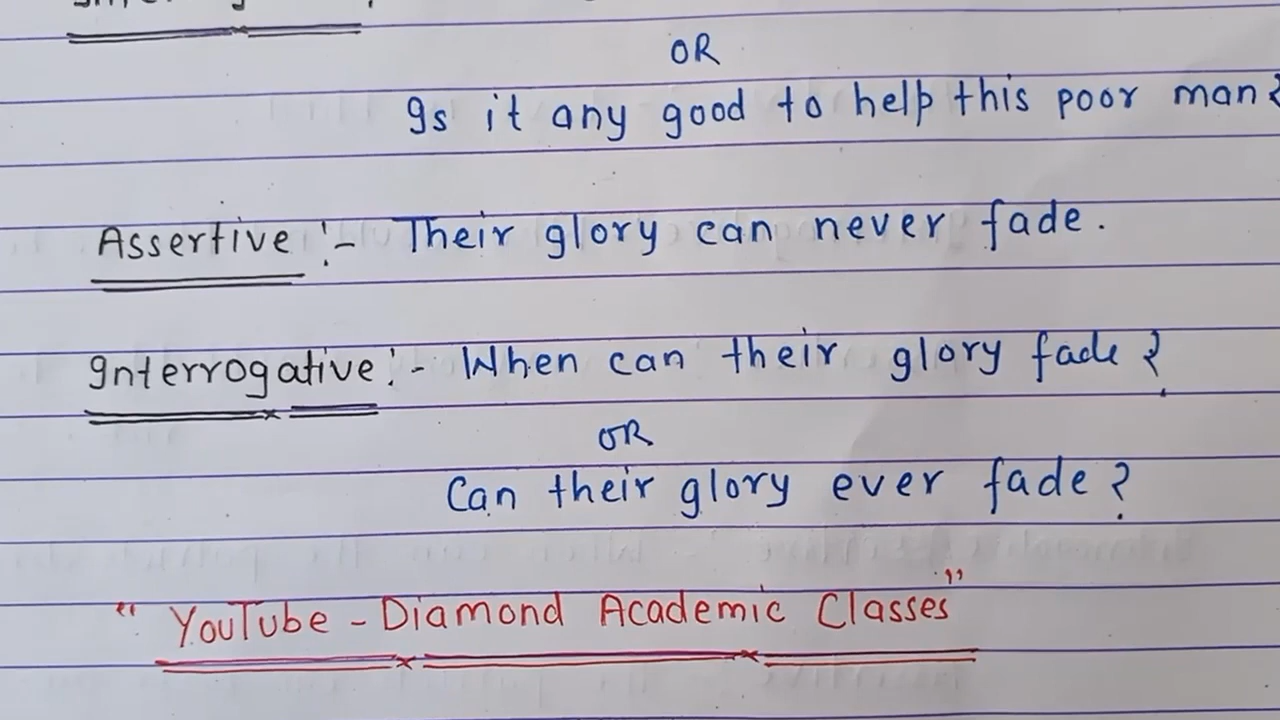 OR
Is it any good to help this poor man?
Assertive :- Their glory can never fade.
Interrogative :- When can their glory fade?
OR
Can their glory ever fade?
" YouTube - Diamond Academic Classes "